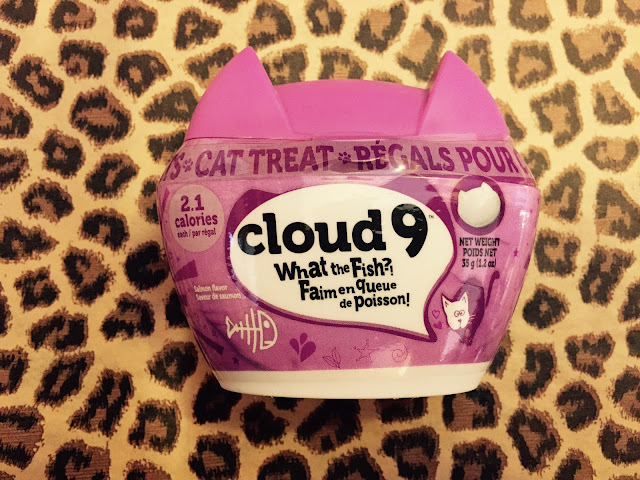 S CAT TREAT RÉGALS POUR
2.1
calories
each / par régal
cloud 9™
What the Fish?!
Faim en queue
de poisson!
NET WEIGHT
POIDS NET
35 g (1.2 oz)
Salmon flavor
Saveur de saumon